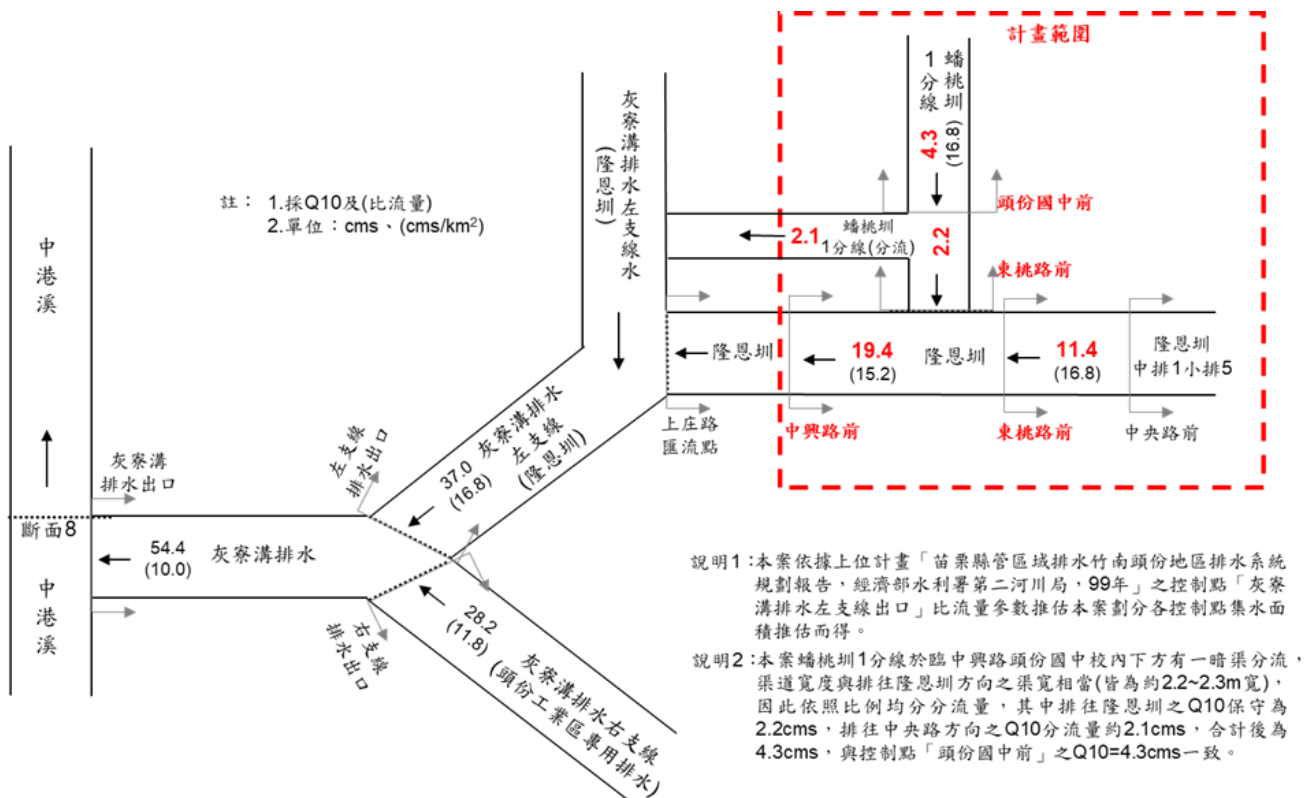 計畫範圍
蟠桃圳
1分線
4.3
(16.8)
灰寮溝排水左支線水
(隆恩圳)
註： 1.採Q10及(比流量)
2.單位：cms、(cms/km²)
頭份國中前
中港溪
2.1
蟠桃圳
1分線(分流)
2.2
東桃路前
隆恩圳
19.4
(15.2)
隆恩圳
11.4
(16.8)
隆恩圳
中排1小排5
上庄路
匯流點
中興路前
東桃路前
中央路前
灰寮溝
排水出口
左支線
排水出口
37.0
(16.8)
灰寮溝排水
左支線
(隆恩圳)
斷面8
54.4
(10.0)
灰寮溝排水
中港溪
右支線
排水出口
28.2
(11.8)
灰寮溝排水右支線
(頭份工業區專用排水)
說明1：本案依據上位計畫「苗栗縣管區域排水竹南頭份地區排水系統
規劃報告，經濟部水利署第二河川局，99年」之控制點「灰寮
溝排水左支線出口」比流量參數推估本案劃分各控制點集水面
積推估而得。
說明2：本案蟠桃圳1分線於臨中興路頭份國中校內下方有一暗渠分流，
渠道寬度與排往隆恩圳方向之渠寬相當(皆為約2.2~2.3m寬)，
因此依照比例均分分流量，其中排往隆恩圳之Q10保守為
2.2cms，排往中央路方向之Q10分流量約2.1cms，合計後為
4.3cms，與控制點「頭份國中前」之Q10=4.3cms一致。